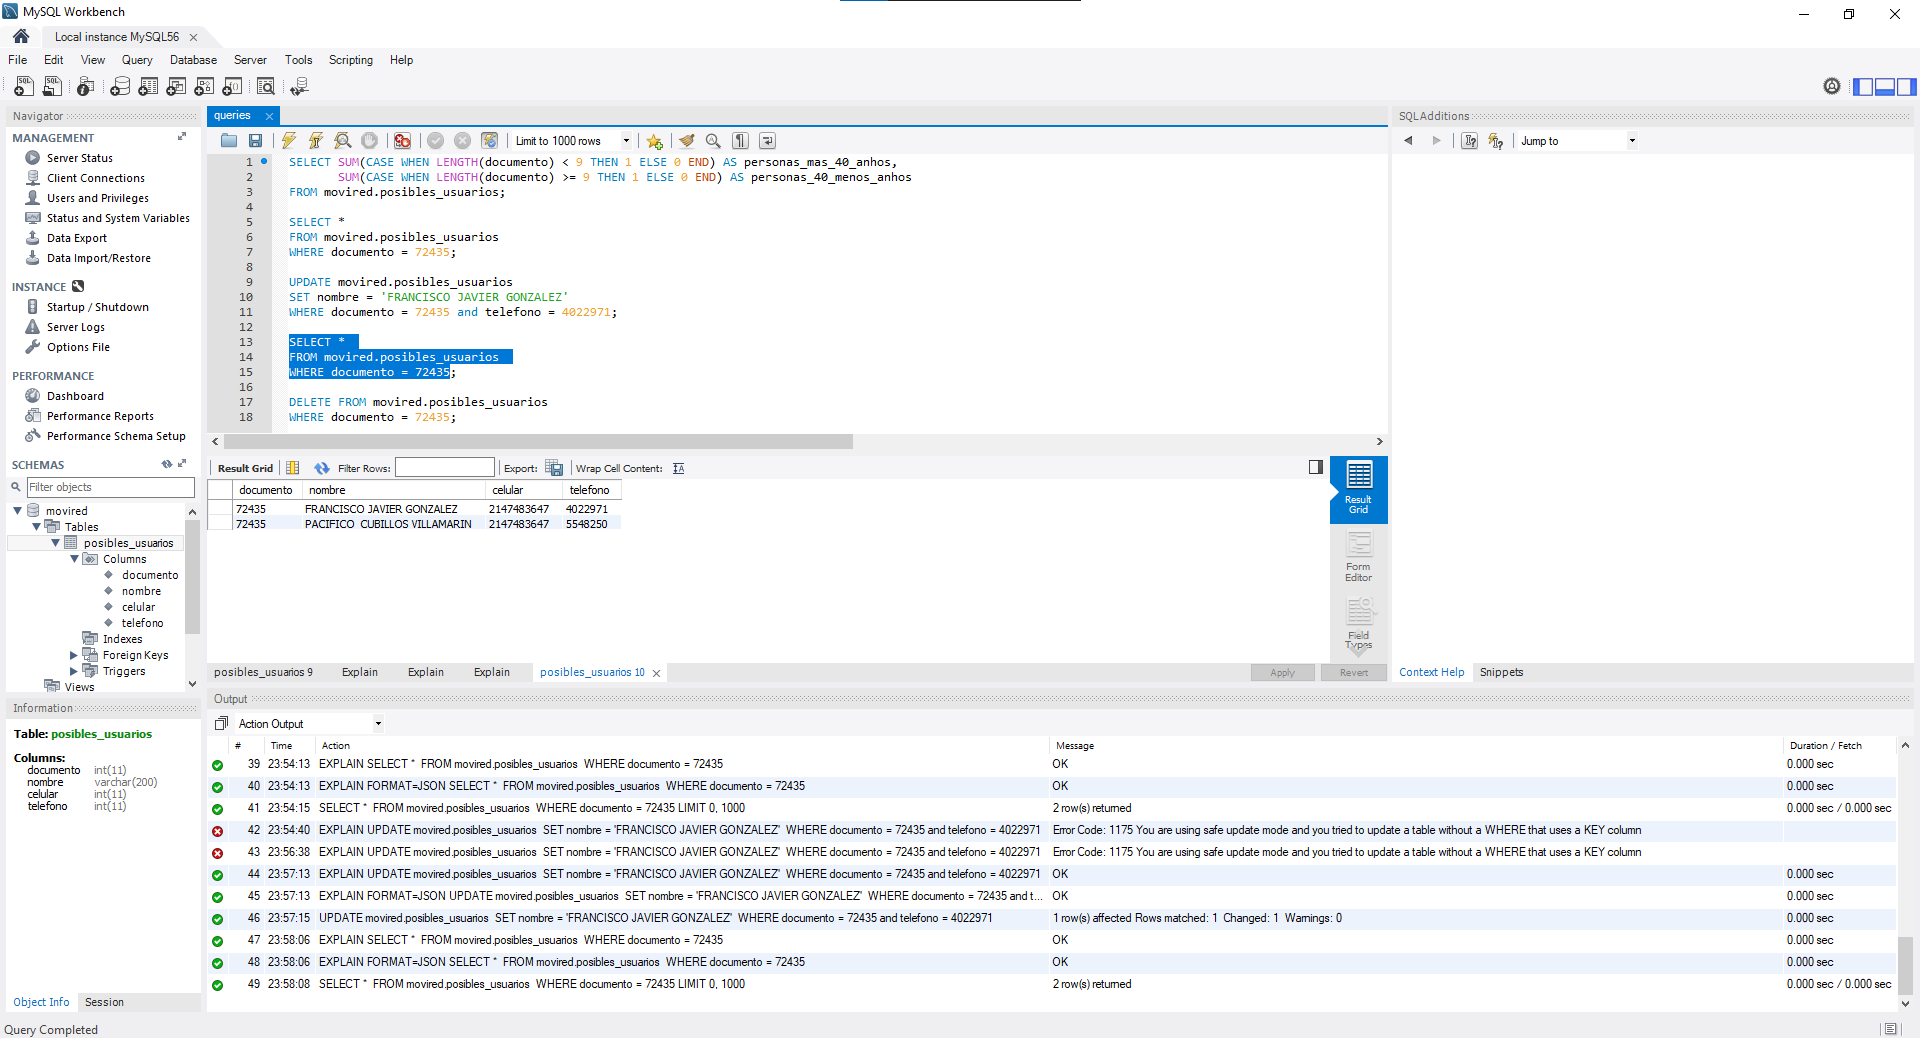 MySQL Workbench
Local instance MySQL56
File Edit View Query Database Server Tools Scripting Help
Navigator
MANAGEMENT
Server Status
Client Connections
Users and Privileges
Status and System Variables
Data Export
Data Import/Restore
INSTANCE
Startup / Shutdown
Server Logs
Options File
PERFORMANCE
Dashboard
Performance Reports
Performance Schema Setup
SCHEMAS
Filter objects
movired
Tables
posibles_usuarios
Columns
documento
nombre
celular
telefono
Indexes
Foreign Keys
Triggers
Views
Information
Table: posibles_usuarios
Columns:
documento int(11)
nombre varchar(200)
celular int(11)
telefono int(11)
Object Info Session
Query Completed
queries
Limit to 1000 rows
1 SELECT SUM(CASE WHEN LENGTH(documento) < 9 THEN 1 ELSE 0 END) AS personas_mas_40_anhos,
2 SUM(CASE WHEN LENGTH(documento) >= 9 THEN 1 ELSE 0 END) AS personas_40_menos_anhos
3 FROM movired.posibles_usuarios;
4
5 SELECT *
6 FROM movired.posibles_usuarios
7 WHERE documento = 72435;
8
9 UPDATE movired.posibles_usuarios
10 SET nombre = 'FRANCISCO JAVIER GONZALEZ'
11 WHERE documento = 72435 and telefono = 4022971;
12
13 SELECT *
14 FROM movired.posibles_usuarios
15 WHERE documento = 72435;
16
17 DELETE FROM movired.posibles_usuarios
18 WHERE documento = 72435;
Result Grid Filter Rows: Export: Wrap Cell Content:
documento nombre celular telefono
72435 FRANCISCO JAVIER GONZALEZ 2147483647 4022971
72435 PACIFICO CUBILLOS VILLAMARIN 2147483647 5548250
Result Grid
Form Editor
Field Types
posibles_usuarios 9 Explain Explain Explain posibles_usuarios 10 Apply Revert
SQLAdditions
Jump to
Context Help Snippets
Output
Action Output
# Time Action Message Duration / Fetch
39 23:54:13 EXPLAIN SELECT * FROM movired.posibles_usuarios WHERE documento = 72435 OK 0.000 sec
40 23:54:13 EXPLAIN FORMAT=JSON SELECT * FROM movired.posibles_usuarios WHERE documento = 72435 OK 0.000 sec
41 23:54:15 SELECT * FROM movired.posibles_usuarios WHERE documento = 72435 LIMIT 0, 1000 2 row(s) returned 0.000 sec / 0.000 sec
42 23:54:40 EXPLAIN UPDATE movired.posibles_usuarios SET nombre = 'FRANCISCO JAVIER GONZALEZ' WHERE documento = 72435 and telefono = 4022971 Error Code: 1175 You are using safe update mode and you tried to update a table without a WHERE that uses a KEY column
43 23:56:38 EXPLAIN UPDATE movired.posibles_usuarios SET nombre = 'FRANCISCO JAVIER GONZALEZ' WHERE documento = 72435 and telefono = 4022971 Error Code: 1175 You are using safe update mode and you tried to update a table without a WHERE that uses a KEY column
44 23:57:13 EXPLAIN UPDATE movired.posibles_usuarios SET nombre = 'FRANCISCO JAVIER GONZALEZ' WHERE documento = 72435 and telefono = 4022971 OK 0.000 sec
45 23:57:13 EXPLAIN FORMAT=JSON UPDATE movired.posibles_usuarios SET nombre = 'FRANCISCO JAVIER GONZALEZ' WHERE documento = 72435 and t... OK 0.000 sec
46 23:57:15 UPDATE movired.posibles_usuarios SET nombre = 'FRANCISCO JAVIER GONZALEZ' WHERE documento = 72435 and telefono = 4022971 1 row(s) affected Rows matched: 1 Changed: 1 Warnings: 0 0.000 sec
47 23:58:06 EXPLAIN SELECT * FROM movired.posibles_usuarios WHERE documento = 72435 OK 0.000 sec
48 23:58:06 EXPLAIN FORMAT=JSON SELECT * FROM movired.posibles_usuarios WHERE documento = 72435 OK 0.000 sec
49 23:58:08 SELECT * FROM movired.posibles_usuarios WHERE documento = 72435 LIMIT 0, 1000 2 row(s) returned 0.000 sec / 0.000 sec